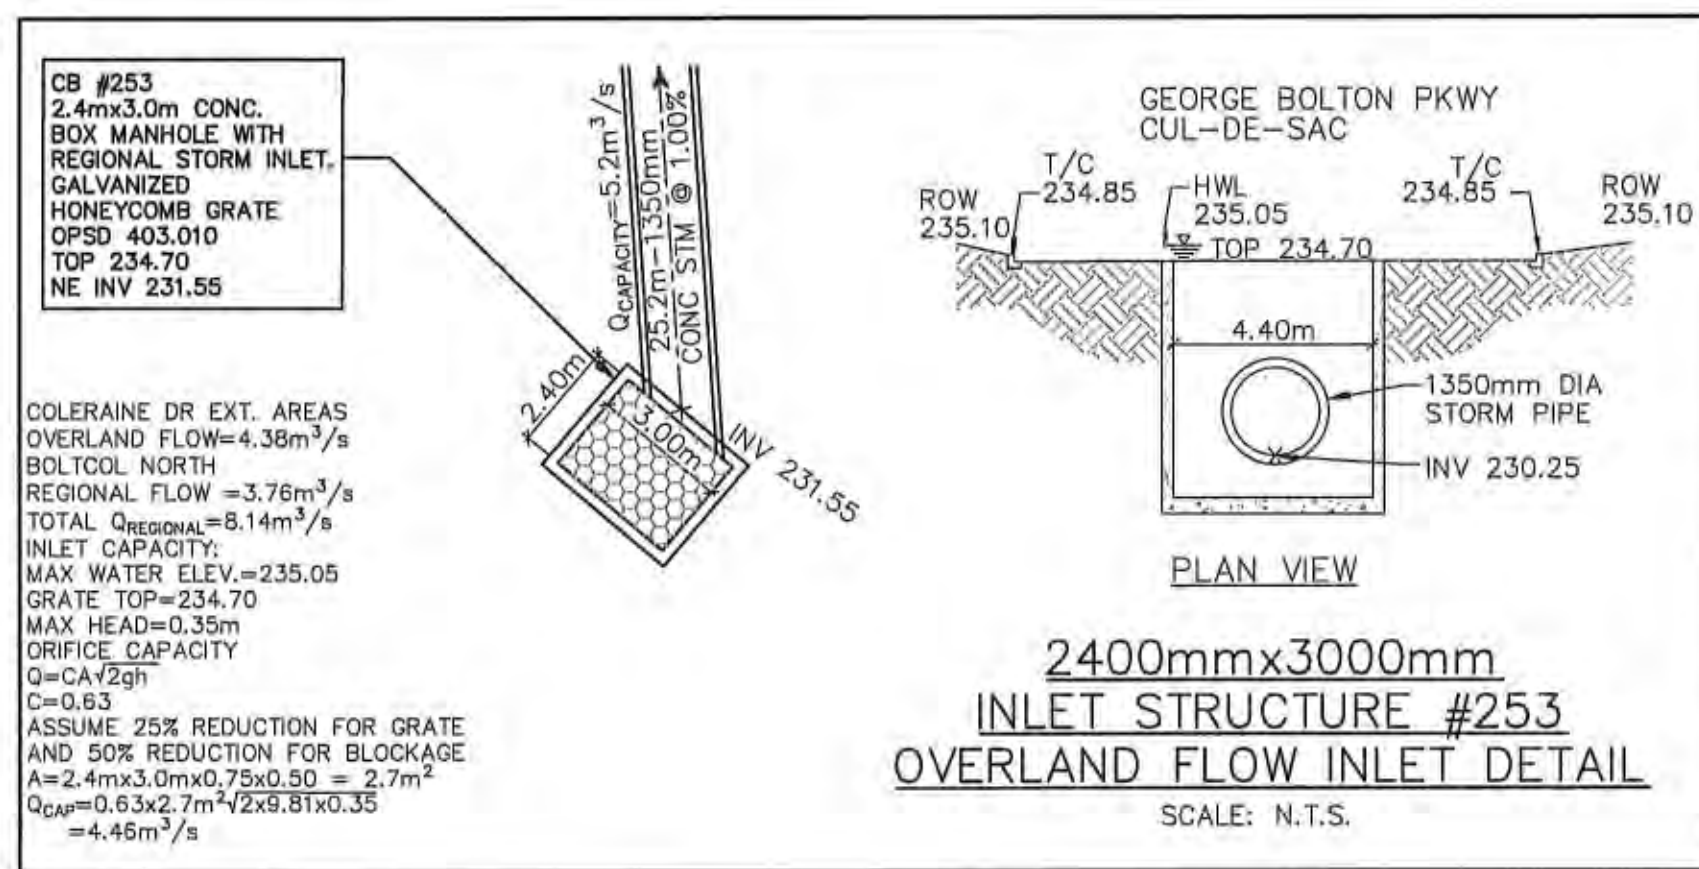 CB #253
2.4mx3.0m CONC.
BOX MANHOLE WITH
REGIONAL STORM INLET.
GALVANIZED
HONEYCOMB GRATE
OPSD 403.010
TOP 234.70
NE INV 231.55
Q_CAPACITY=5.2m³/s
25.2m-1350mm
CONC STM @ 1.00%
2.40m
3.00m
INV 231.55
COLERAINE DR EXT. AREAS
OVERLAND FLOW=4.38m³/s
BOLTCOL NORTH
REGIONAL FLOW =3.76m³/s
TOTAL Q_REGIONAL=8.14m³/s
INLET CAPACITY:
MAX WATER ELEV.=235.05
GRATE TOP=234.70
MAX HEAD=0.35m
ORIFICE CAPACITY
Q=CA√2gh
C=0.63
ASSUME 25% REDUCTION FOR GRATE
AND 50% REDUCTION FOR BLOCKAGE
A=2.4mx3.0mx0.75x0.50 = 2.7m²
Q_CAP=0.63x2.7m²√2x9.81x0.35
=4.46m³/s
GEORGE BOLTON PKWY
CUL-DE-SAC
ROW
235.10
T/C
234.85
HWL
235.05
TOP 234.70
T/C
234.85
ROW
235.10
4.40m
1350mm DIA
STORM PIPE
INV 230.25
PLAN VIEW
2400mmx3000mm
INLET STRUCTURE #253
OVERLAND FLOW INLET DETAIL
SCALE: N.T.S.